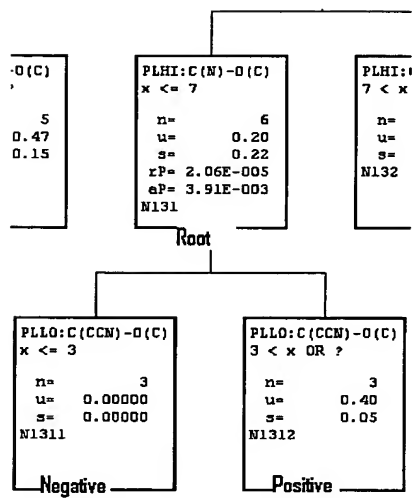 -O(C)
5
0.47
0.15
PLHI:C(N)-O(C)
x <= 7
n= 6
u= 0.20
s= 0.22
rP= 2.06E-005
aP= 3.91E-003
N131
Root
PLHI:
7 < x
n=
u=
s=
N132
PLLO:C(CCN)-O(C)
x <= 3
n= 3
u= 0.00000
s= 0.00000
N1311
Negative
PLLO:C(CCN)-O(C)
3 < x OR ?
n= 3
u= 0.40
s= 0.05
N1312
Positive